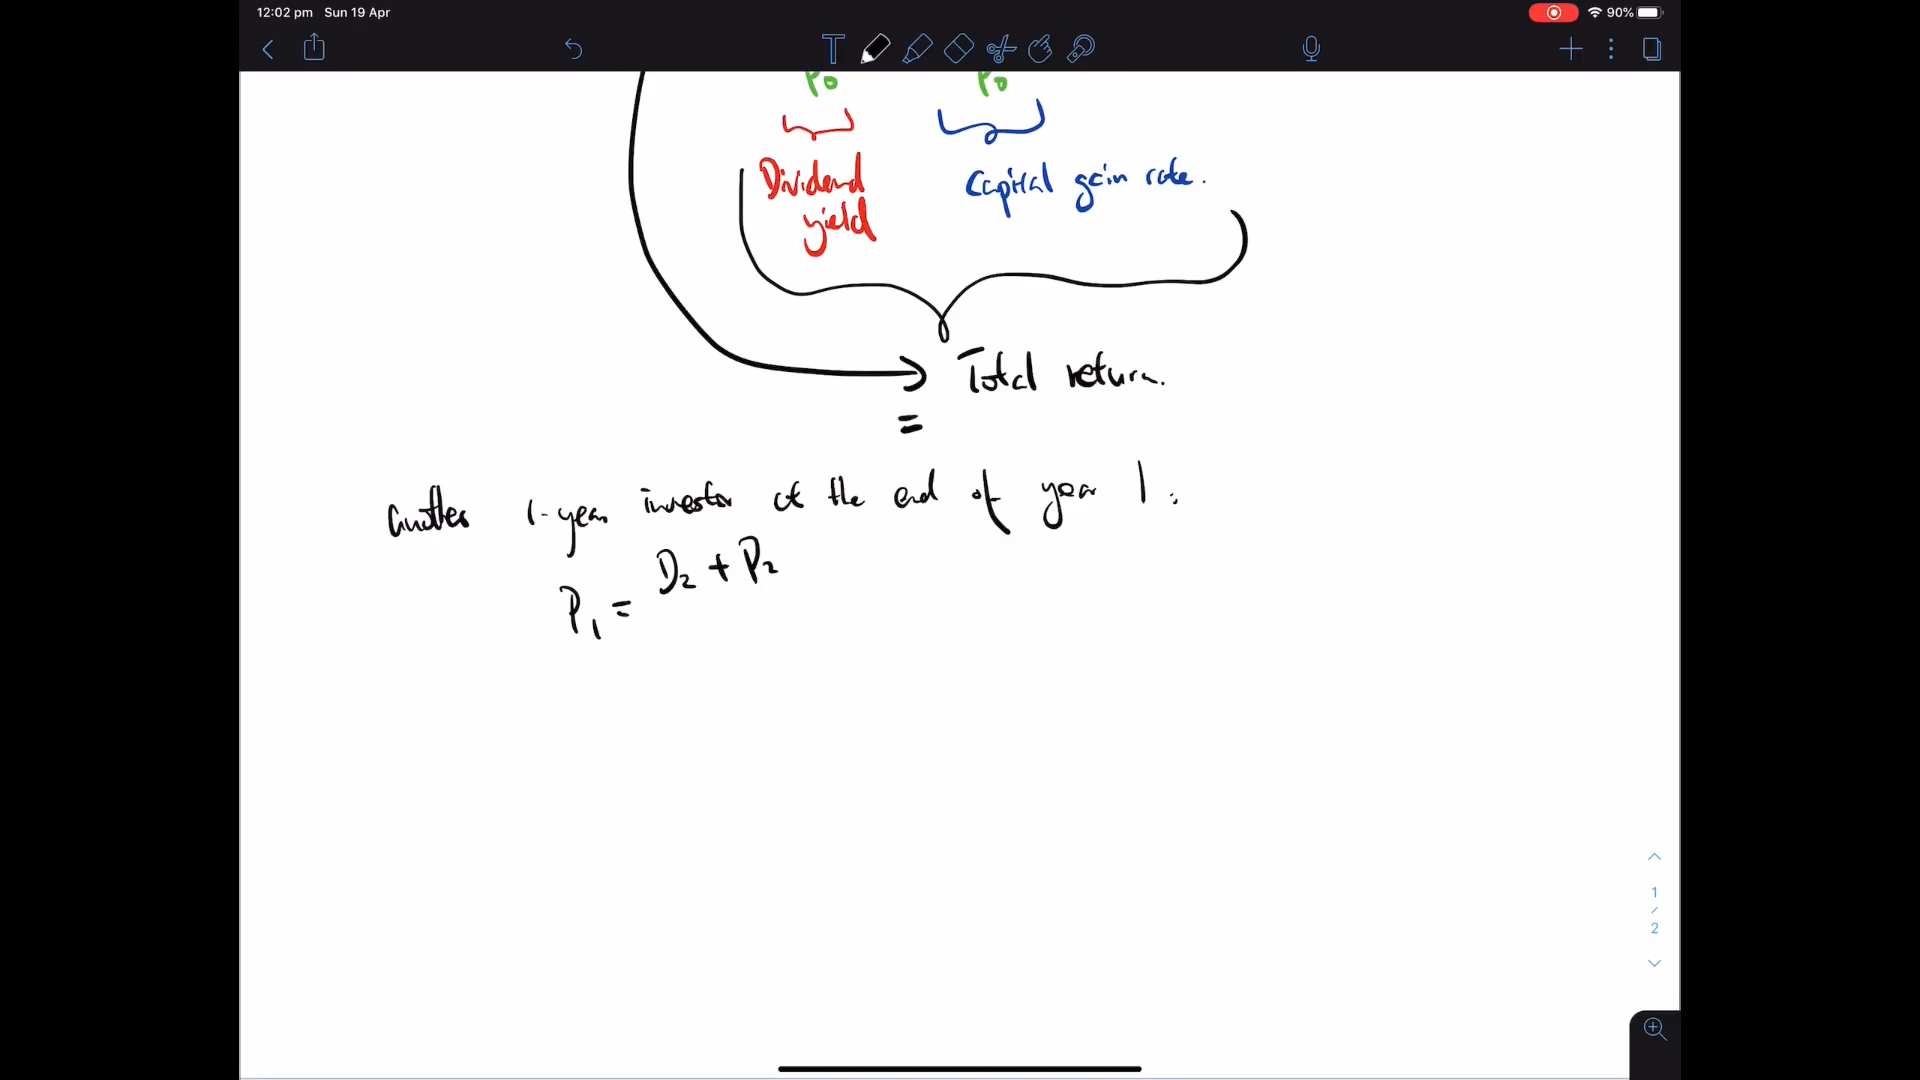 12:02 pm Sun 19 Apr 90%
P0 P0
Dividend yield
Capital gain rate.
Total return.
=
another 1-year investor at the end of year 1:
D2 + P2
P1 =
1
/
2